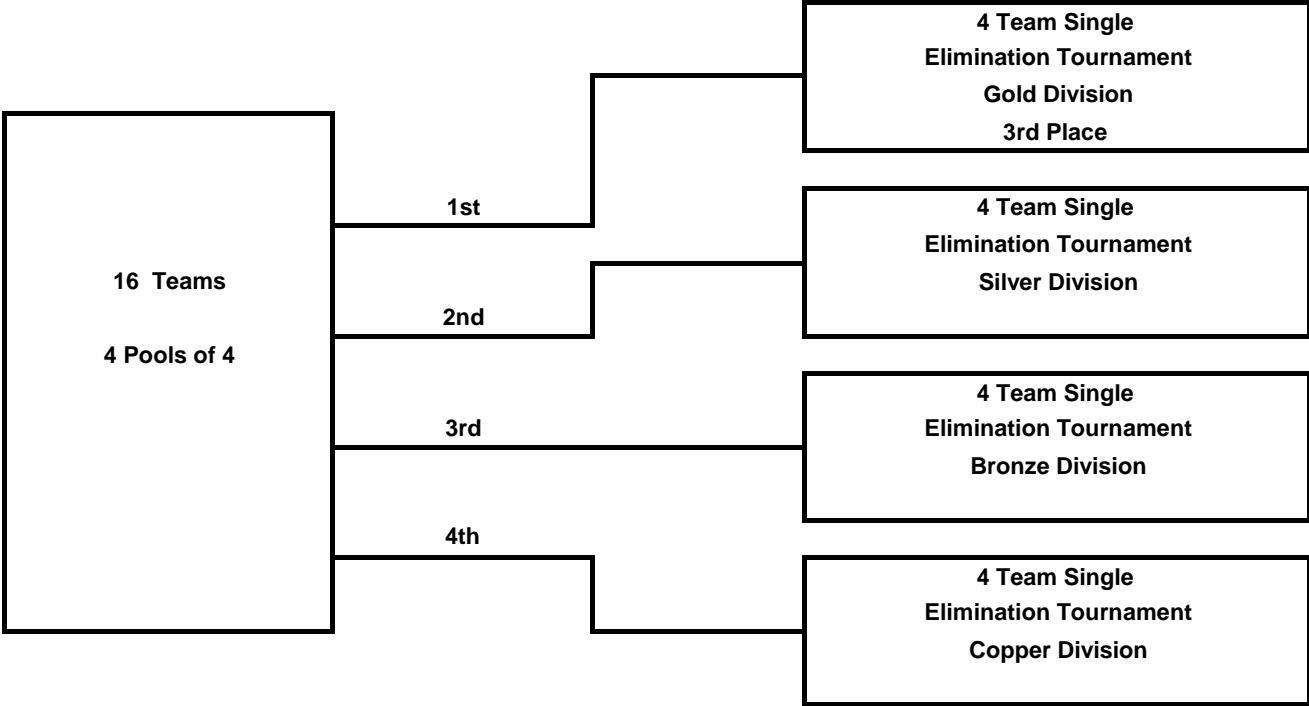 16  Teams
4 Pools of 4
1st
2nd
3rd
4th
4 Team Single
Elimination Tournament
Gold Division
3rd Place
4 Team Single
Elimination Tournament
Silver Division
4 Team Single
Elimination Tournament
Bronze Division
4 Team Single
Elimination Tournament
Copper Division